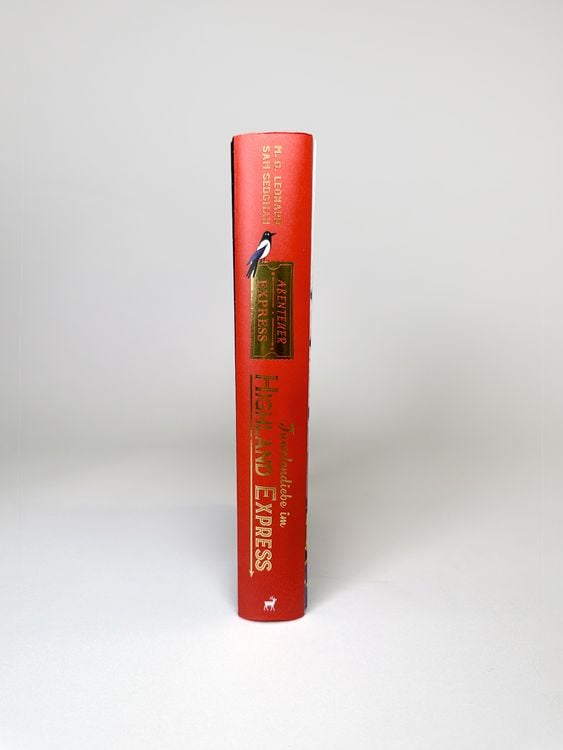 M. G. LEONARD
SAM SEDGMAN
ABENTEUER
EXPRESS
Juwelendiebe im
HIGHLAND EXPRESS